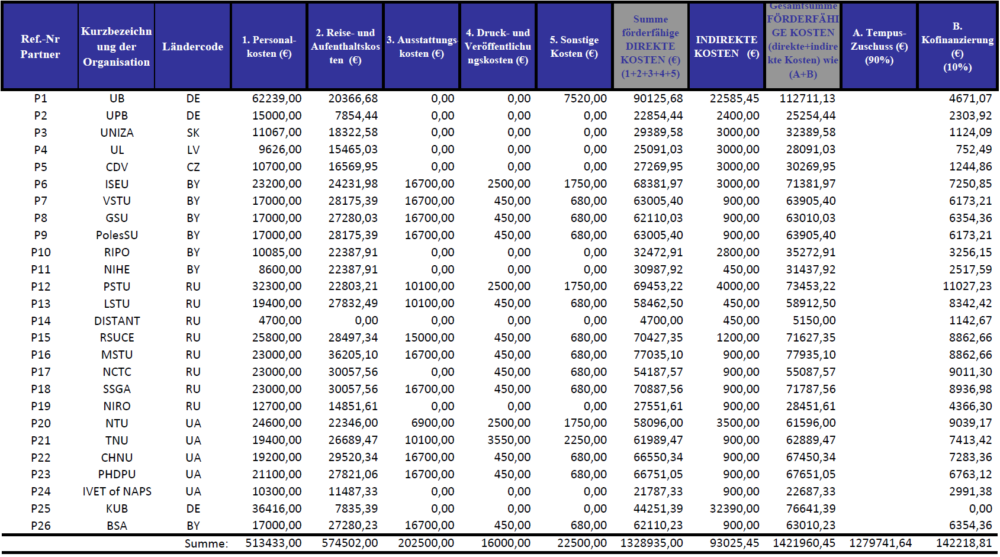 Ref.-Nr Partner | Kurzbezeichnung der Organisation | Ländercode | 1. Personal-kosten (€) | 2. Reise- und Aufenthaltskosten (€) | 3. Ausstattungs-kosten (€) | 4. Druck- und Veröffentlichungskosten (€) | 5. Sonstige Kosten (€) | Summe förderfähige DIREKTE KOSTEN (€) (1+2+3+4+5) | INDIREKTE KOSTEN (€) | Gesamtsumme FÖRDERFÄHIGE KOSTEN (direkte+indirekte Kosten) wie (A+B) | A. Tempus-Zuschuss (€) (90%) | B. Kofinanzierung (€) (10%)
P1 UB DE 62239,00 20366,68 0,00 0,00 7520,00 90125,68 22585,45 112711,13 4671,07
P2 UPB DE 15000,00 7854,44 0,00 0,00 0,00 22854,44 2400,00 25254,44 2303,92
P3 UNIZA SK 11067,00 18322,58 0,00 0,00 0,00 29389,58 3000,00 32389,58 1124,09
P4 UL LV 9626,00 15465,03 0,00 0,00 0,00 25091,03 3000,00 28091,03 752,49
P5 CDV CZ 10700,00 16569,95 0,00 0,00 0,00 27269,95 3000,00 30269,95 1244,86
P6 ISEU BY 23200,00 24231,98 16700,00 2500,00 1750,00 68381,97 3000,00 71381,97 7250,85
P7 VSTU BY 17000,00 28175,39 16700,00 450,00 680,00 63005,40 900,00 63905,40 6173,21
P8 GSU BY 17000,00 27280,03 16700,00 450,00 680,00 62110,03 900,00 63010,03 6354,36
P9 PolesSU BY 17000,00 28175,39 16700,00 450,00 680,00 63005,40 900,00 63905,40 6173,21
P10 RIPO BY 10085,00 22387,91 0,00 0,00 0,00 32472,91 2800,00 35272,91 3256,15
P11 NIHE BY 8600,00 22387,91 0,00 0,00 0,00 30987,92 450,00 31437,92 2517,59
P12 PSTU RU 32300,00 22803,21 10100,00 2500,00 1750,00 69453,22 4000,00 73453,22 11027,23
P13 LSTU RU 19400,00 27832,49 10100,00 450,00 680,00 58462,50 450,00 58912,50 8342,42
P14 DISTANT RU 4700,00 0,00 0,00 0,00 0,00 4700,00 450,00 5150,00 1142,67
P15 RSUCE RU 25800,00 28497,34 15000,00 450,00 680,00 70427,35 1200,00 71627,35 8862,66
P16 MSTU RU 23000,00 36205,10 16700,00 450,00 680,00 77035,10 900,00 77935,10 8862,66
P17 NCTC RU 23000,00 30057,56 0,00 450,00 680,00 54187,57 900,00 55087,57 9011,30
P18 SSGA RU 23000,00 30057,56 16700,00 450,00 680,00 70887,56 900,00 71787,56 8936,98
P19 NIRO RU 12700,00 14851,61 0,00 0,00 0,00 27551,61 900,00 28451,61 4366,30
P20 NTU UA 24600,00 22346,00 6900,00 2500,00 1750,00 58096,00 3500,00 61596,00 9039,17
P21 TNU UA 19400,00 26689,47 10100,00 3550,00 2250,00 61989,47 900,00 62889,47 7413,42
P22 CHNU UA 19200,00 29520,34 16700,00 450,00 680,00 66550,34 900,00 67450,34 7283,36
P23 PHDPU UA 21100,00 27821,06 16700,00 450,00 680,00 66751,05 900,00 67651,05 6763,12
P24 IVET of NAPS UA 10300,00 11487,33 0,00 0,00 0,00 21787,33 900,00 22687,33 2991,38
P25 KUB DE 36416,00 7835,39 0,00 0,00 0,00 44251,39 32390,00 76641,39 0,00
P26 BSA BY 17000,00 27280,23 16700,00 450,00 680,00 62110,23 900,00 63010,23 6354,36
Summe: 513433,00 574502,00 202500,00 16000,00 22500,00 1328935,00 93025,45 1421960,45 1279741,64 142218,81